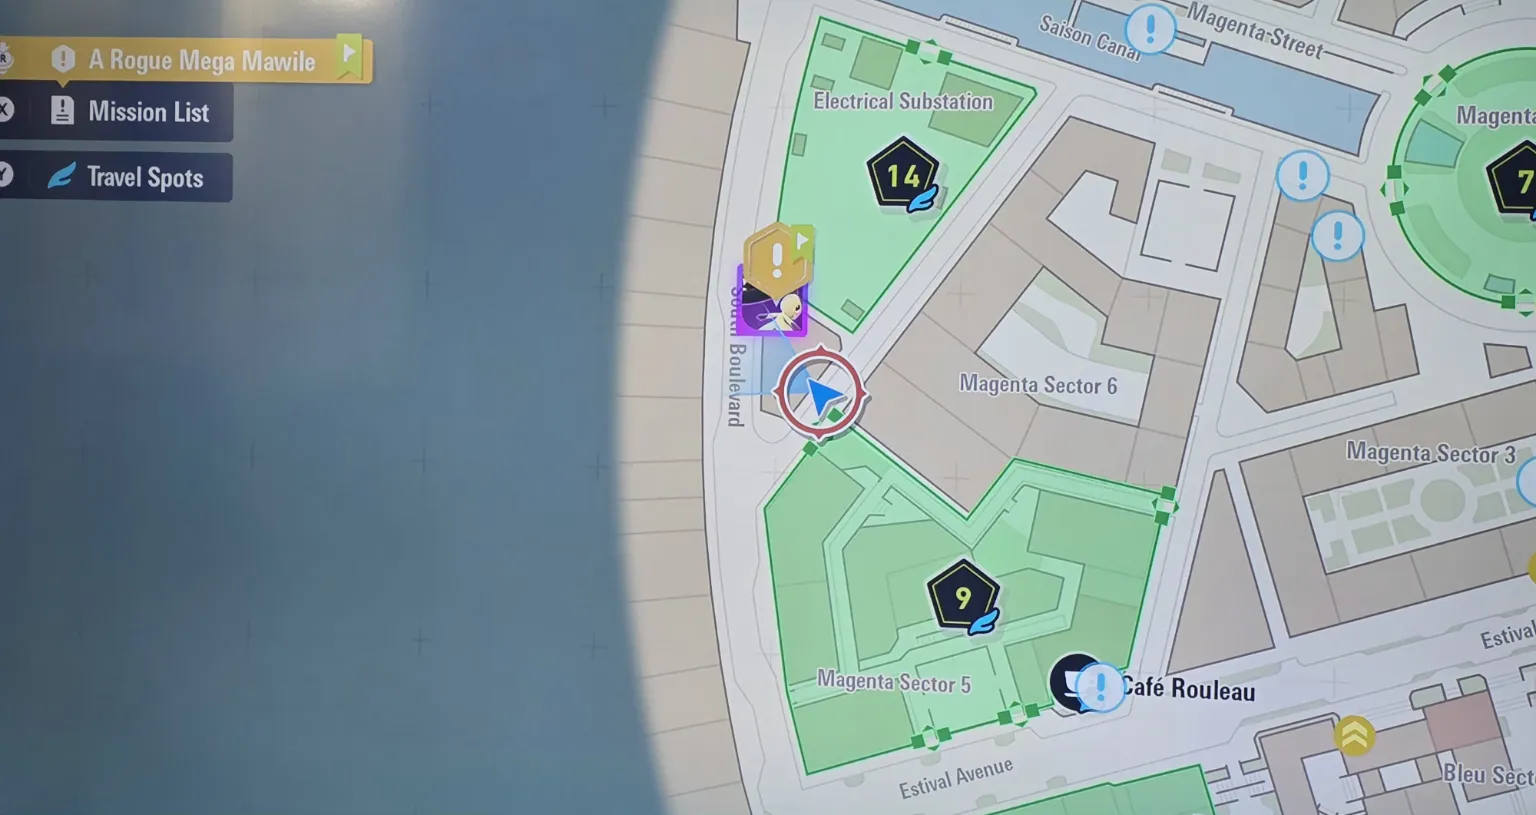 A Rogue Mega Mawile
X
Mission List
Y
Travel Spots
R
Saison Canal
Magenta Street
Electrical Substation
14
Magenta
7
South Boulevard
Magenta Sector 6
Magenta Sector 3
9
Magenta Sector 5
Café Rouleau
Estival
Estival Avenue
Bleu Sect